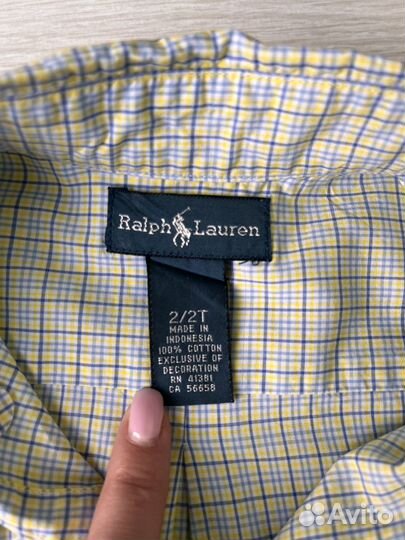 Ralph Lauren
2/2T
MADE IN
INDONESIA
100% COTTON
EXCLUSIVE OF
DECORATION
RN 41381
CA 56658
Avito